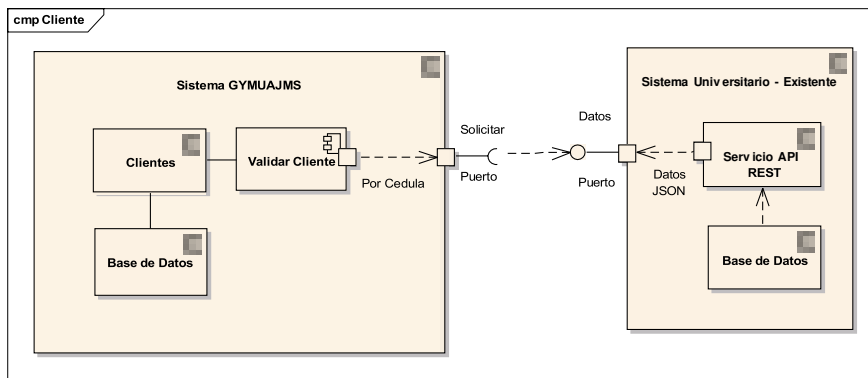 cmp Cliente
Sistema GYMUAJMS
Clientes
Validar Cliente
Por Cedula
Base de Datos
Solicitar
Puerto
Datos
Puerto
Sistema Universitario - Existente
Servicio API
REST
Datos
JSON
Base de Datos